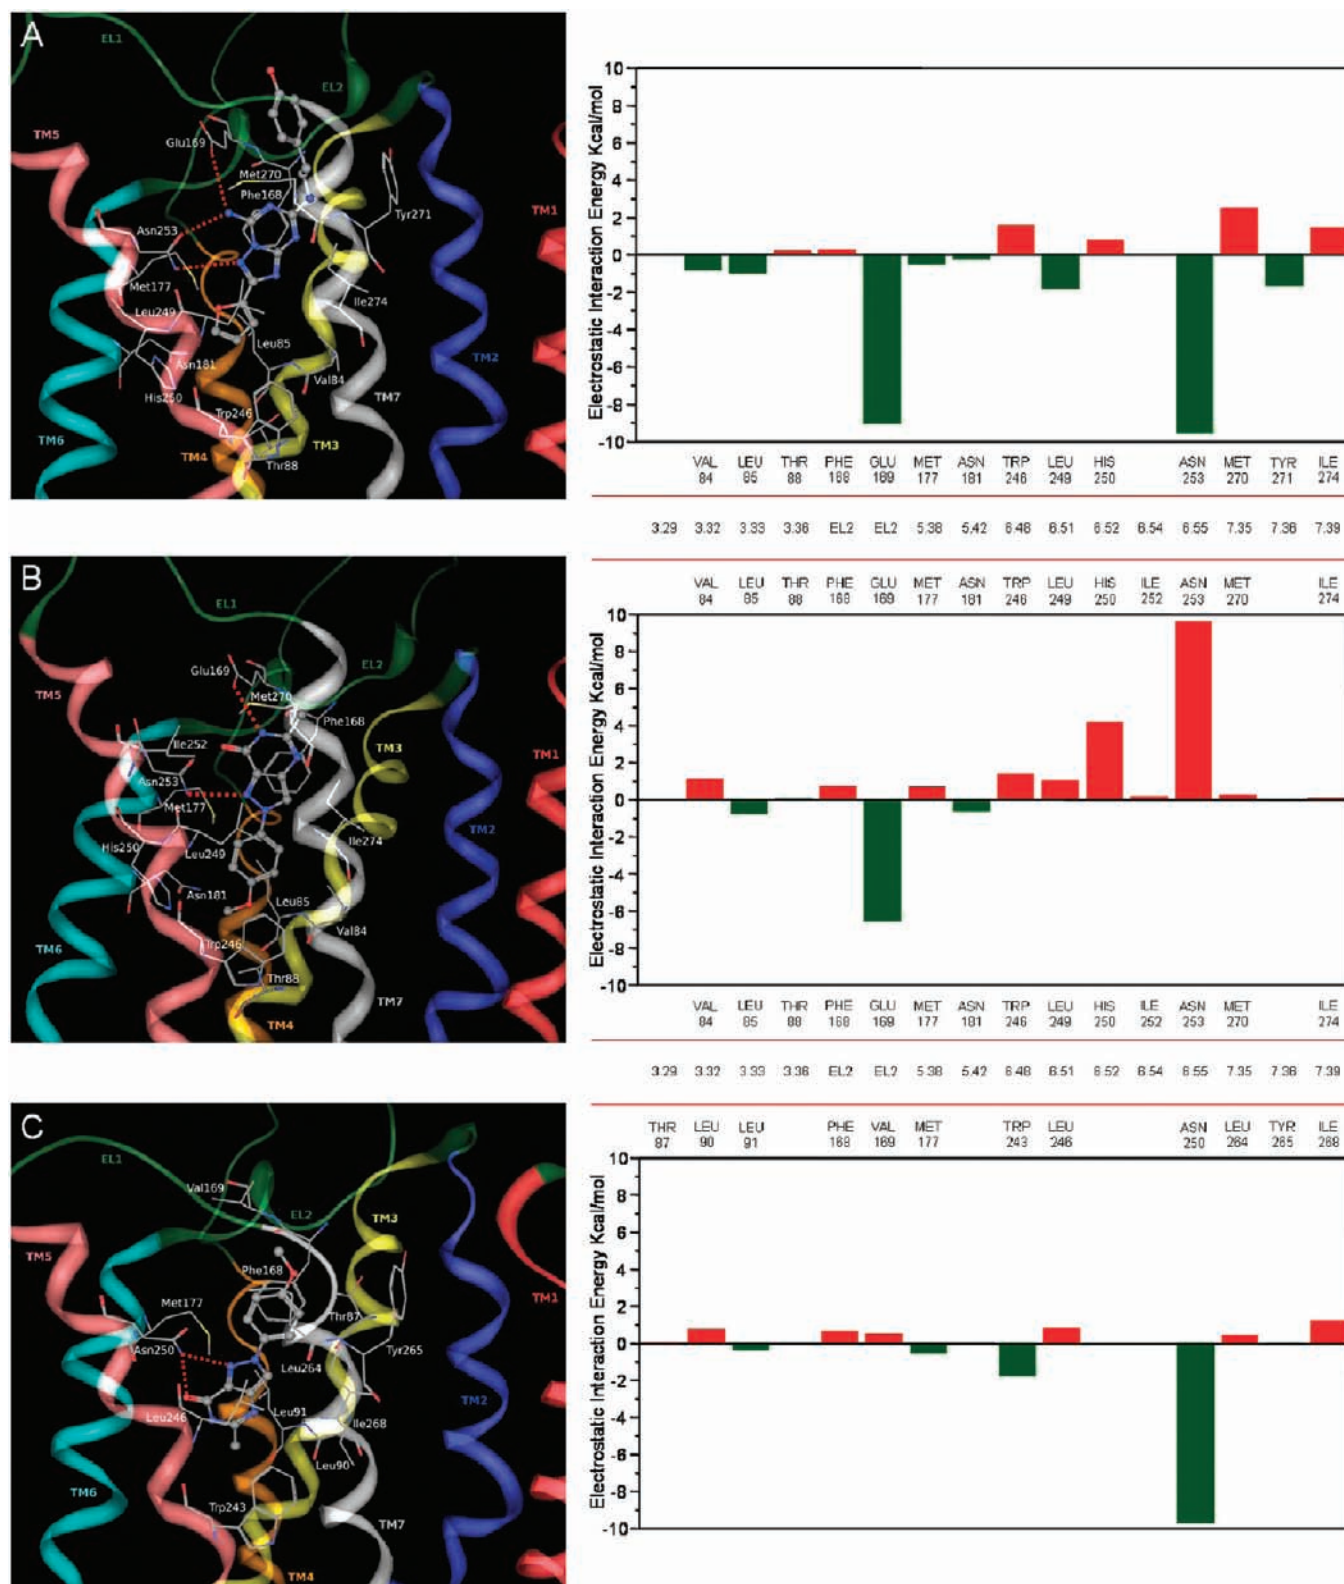 A
EL1
EL2
TM5
Glu169
Met270
Phe168
Tyr271
TM1
Asn253
Met177
Leu249
Ile274
Leu85
Asn181
Val84
TM2
His250
TM7
Trp246
TM6
TM4
TM3
Thr88
Electrostatic Interaction Energy Kcal/mol
10
8
6
4
2
0
-2
-4
-6
-8
-10
VAL LEU THR PHE GLU MET ASN TRP LEU HIS ASN MET TYR ILE
84 85 88 168 169 177 181 246 249 250 253 270 271 274
3.29 3.32 3.33 3.36 EL2 EL2 5.38 5.42 6.48 6.51 6.52 6.54 6.55 7.35 7.36 7.39
B
EL1
Glu169
EL2
TM5
Met270
Phe168
Ile252
TM3
TM1
Asn253
Met177
His250
Leu249
Ile274
Asn181
Leu85
TM2
Val84
TM6
Trp246
Thr88
TM7
TM4
VAL LEU THR PHE GLU MET ASN TRP LEU HIS ILE ASN MET ILE
84 85 88 168 169 177 181 246 249 250 252 253 270 274
Electrostatic Interaction Energy Kcal/mol
10
8
6
4
2
0
-2
-4
-6
-8
-10
VAL LEU THR PHE GLU MET ASN TRP LEU HIS ILE ASN MET ILE
84 85 88 168 169 177 181 246 249 250 252 253 270 274
3.29 3.32 3.33 3.36 EL2 EL2 5.38 5.42 6.48 6.51 6.52 6.54 6.55 7.35 7.36 7.39
C
EL1
Val169
EL2
TM3
TM5
Phe168
Met177
Thr87
TM1
Asn250
Tyr265
Leu264
TM2
Leu246
Leu91
Ile268
Leu90
TM6
Trp243
TM7
TM4
THR LEU LEU PHE VAL MET TRP LEU ASN LEU TYR ILE
87 90 91 168 169 177 243 246 250 264 265 268
Electrostatic Interaction Energy Kcal/mol
10
8
6
4
2
0
-2
-4
-6
-8
-10